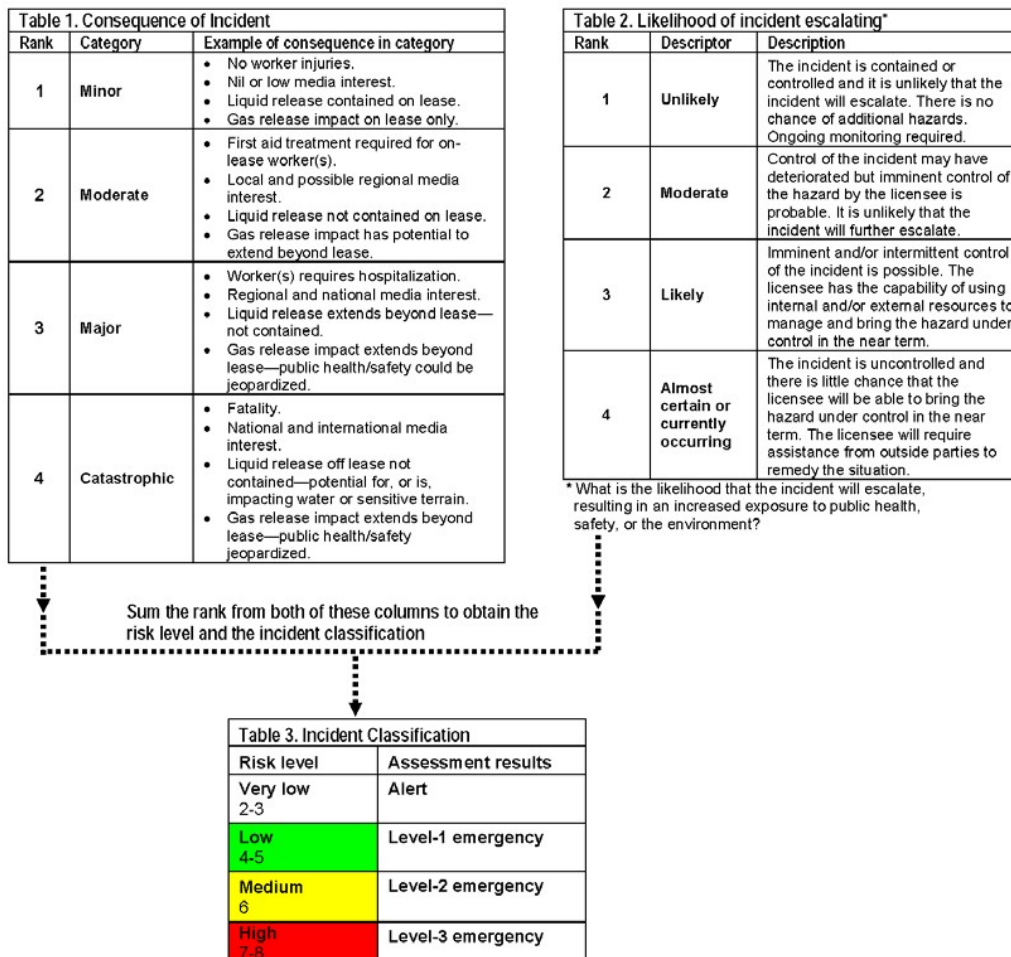 Table 1. Consequence of Incident
Rank Category Example of consequence in category
1 Minor
• No worker injuries.
• Nil or low media interest.
• Liquid release contained on lease.
• Gas release impact on lease only.
2 Moderate
• First aid treatment required for on-
lease worker(s).
• Local and possible regional media
interest.
• Liquid release not contained on lease.
• Gas release impact has potential to
extend beyond lease.
3 Major
• Worker(s) requires hospitalization.
• Regional and national media interest.
• Liquid release extends beyond lease—
not contained.
• Gas release impact extends beyond
lease—public health/safety could be
jeopardized.
4 Catastrophic
• Fatality.
• National and international media
interest.
• Liquid release off lease not
contained—potential for, or is,
impacting water or sensitive terrain.
• Gas release impact extends beyond
lease—public health/safety
jeopardized.
Table 2. Likelihood of incident escalating*
Rank Descriptor Description
1 Unlikely
The incident is contained or
controlled and it is unlikely that the
incident will escalate. There is no
chance of additional hazards.
Ongoing monitoring required.
2 Moderate
Control of the incident may have
deteriorated but imminent control of
the hazard by the licensee is
probable. It is unlikely that the
incident will further escalate.
3 Likely
Imminent and/or intermittent control
of the incident is possible. The
licensee has the capability of using
internal and/or external resources to
manage and bring the hazard under
control in the near term.
4 Almost
certain or
currently
occurring
The incident is uncontrolled and
there is little chance that the
licensee will be able to bring the
hazard under control in the near
term. The licensee will require
assistance from outside parties to
remedy the situation.
* What is the likelihood that the incident will escalate,
resulting in an increased exposure to public health,
safety, or the environment?
Sum the rank from both of these columns to obtain the
risk level and the incident classification
Table 3. Incident Classification
Risk level Assessment results
Very low Alert
2-3
Low Level-1 emergency
4-5
Medium Level-2 emergency
6
High Level-3 emergency
7-8